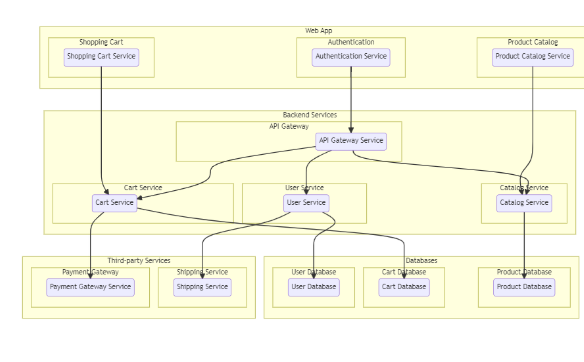 Web App
Shopping Cart
Authentication
Product Catalog
Shopping Cart Service
Authentication Service
Product Catalog Service
Backend Services
API Gateway
API Gateway Service
Cart Service
User Service
Catalog Service
Cart Service
User Service
Catalog Service
Third-party Services
Databases
Payment Gateway
Shipping Service
User Database
Cart Database
Product Database
Payment Gateway Service
Shipping Service
User Database
Cart Database
Product Database